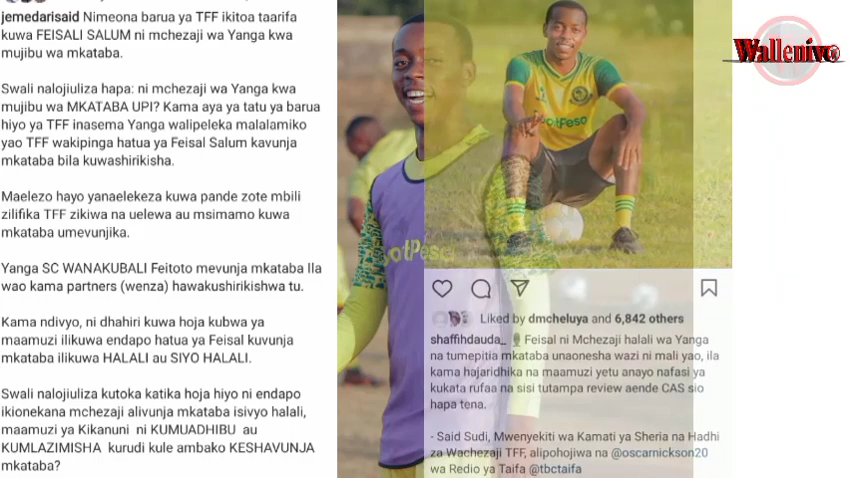 jemedarisaid Nimeona barua ya TFF ikitoa taarifa
kuwa FEISALI SALUM ni mchezaji wa Yanga kwa
mujibu wa mkataba.
Swali nalojiuliza hapa: ni mchezaji wa Yanga kwa
mujibu wa MKATABA UPI? Kama aya ya tatu ya barua
hiyo ya TFF inasema Yanga walipeleka malalamiko
yao TFF wakipinga hatua ya Feisal Salum kavunja
mkataba bila kuwashirikisha.
Maelezo hayo yanaelekeza kuwa pande zote mbili
zilifika TFF zikiwa na uelewa au msimamo kuwa
mkataba umevunjika.
Yanga SC WANAKUBALI Feitoto mevunja mkataba Ila
wao kama partners (wenza) hawakushirikishwa tu.
Kama ndivyo, ni dhahiri kuwa hoja kubwa ya
maamuzi ilikuwa endapo hatua ya Feisal kuvunja
mkataba ilikuwa HALALI au SIYO HALALI.
Swali nalojiuliza kutoka katika hoja hiyo ni endapo
ikionekana mchezaji alivunja mkataba isivyo halali,
maamuzi ya Kikanuni ni KUMUADHIBU au
KUMLAZIMISHA kurudi kule ambako KESHAVUNJA
mkataba?
Wallenivo®
otPeso
otPesa
Liked by dmcheluya and 6,842 others
shaffihdauda_ 🎙️Feisal ni Mchezaji halali wa Yanga
na tumepitia mkataba unaonesha wazi ni mali yao, ila
kama hajaridhika na maamuzi yetu anayo nafasi ya
kukata rufaa na sisi tutampa review aende CAS sio
hapa tena.
- Said Sudi, Mwenyekiti wa Kamati ya Sheria na Hadhi
za Wachezaji TFF, alipohojiwa na @oscarnickson20
wa Redio ya Taifa @tbctaifa